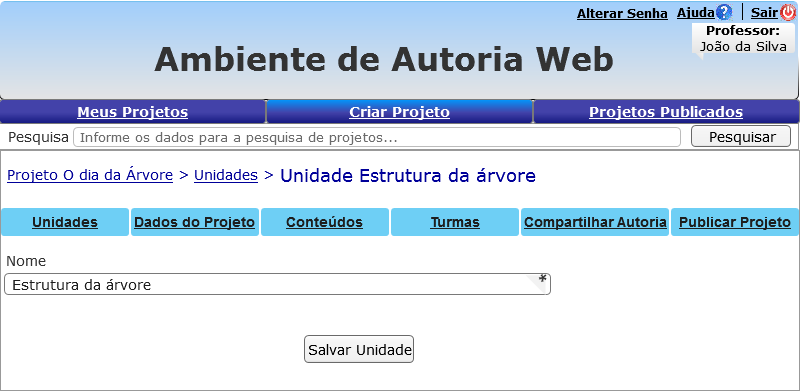 Alterar Senha Ajuda? | Sair
Professor:
João da Silva
Ambiente de Autoria Web
Meus Projetos Criar Projeto Projetos Publicados
Pesquisa Informe os dados para a pesquisa de projetos... Pesquisar
Projeto O dia da Árvore > Unidades > Unidade Estrutura da árvore
Unidades Dados do Projeto Conteúdos Turmas Compartilhar Autoria Publicar Projeto
Nome
Estrutura da árvore *
Salvar Unidade